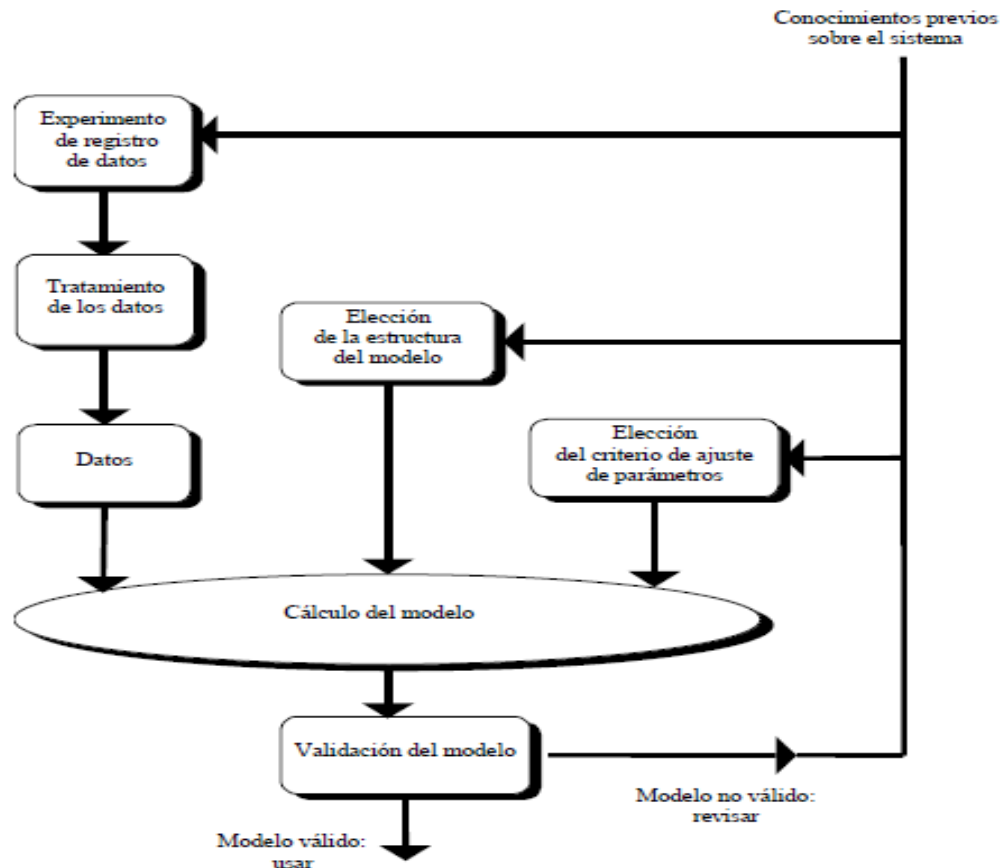 Conocimientos previos
sobre el sistema
Experimento
de registro
de datos
Tratamiento
de los datos
Elección
de la estructura
del modelo
Elección
del criterio de ajuste
de parámetros
Datos
Cálculo del modelo
Validación del modelo
Modelo no válido:
revisar
Modelo válido:
usar